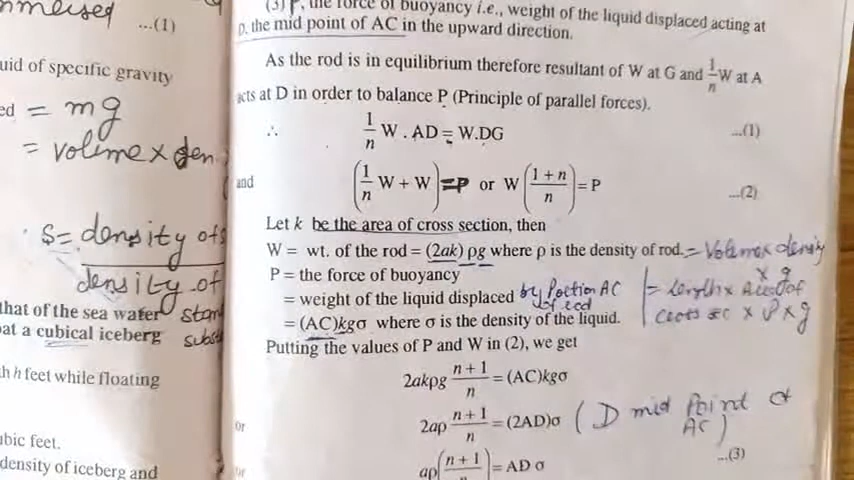 mmersed
...(1)
uid of specific gravity
ed = mg
= volume x den
S = density of s
density of
that of the sea water stan
at a cubical iceberg subst
th h feet while floating
ubic feet.
density of iceberg and
(3) P, the force of buoyancy i.e., weight of the liquid displaced acting at
D, the mid point of AC in the upward direction.
As the rod is in equilibrium therefore resultant of W at G and 1/n W at A
acts at D in order to balance P (Principle of parallel forces).
∴ 1/n W . AD = W.DG ...(1)
and (1/n W + W) = P or W ((1 + n)/n) = P ...(2)
Let k be the area of cross section, then
W = wt. of the rod = (2ak) ρg where ρ is the density of rod. = Volume x density x g
P = the force of buoyancy
= weight of the liquid displaced by Portion AC of rod = length x Area of
= (AC)kgσ where σ is the density of the liquid. cross sec x ρ x g
Putting the values of P and W in (2), we get
2akρg (n + 1)/n = (AC)kgσ
or 2aρ (n + 1)/n = (2AD)σ ( D mid Point of AC)
or aρ((n + 1)/n) = AD σ ...(3)